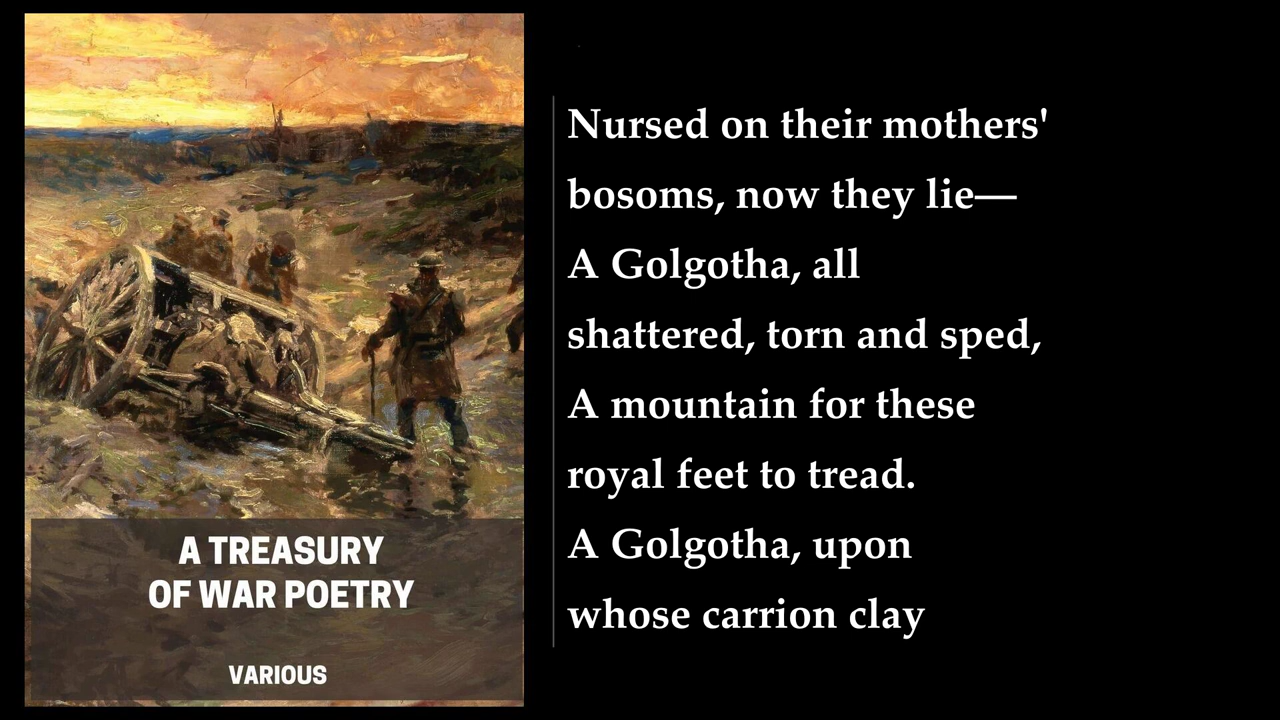 A TREASURY
OF WAR POETRY
VARIOUS
Nursed on their mothers'
bosoms, now they lie—
A Golgotha, all
shattered, torn and sped,
A mountain for these
royal feet to tread.
A Golgotha, upon
whose carrion clay